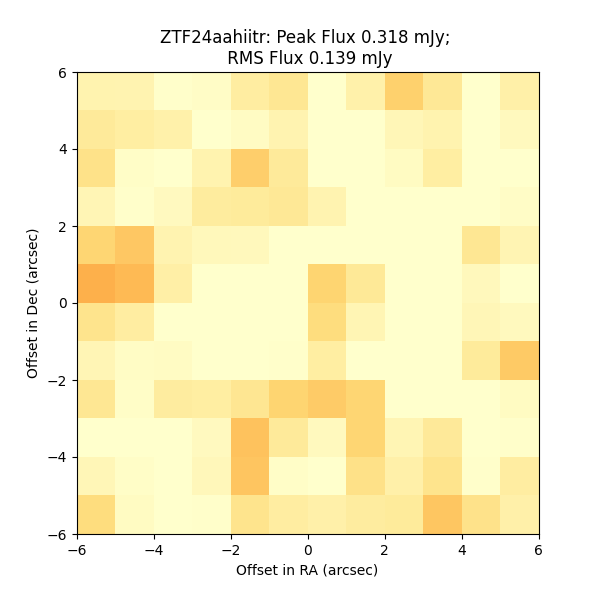 ZTF24aahiitr: Peak Flux 0.318 mJy;
RMS Flux 0.139 mJy
6
4
2
0
−2
−4
−6
Offset in Dec (arcsec)
−6 −4 −2 0 2 4 6
Offset in RA (arcsec)